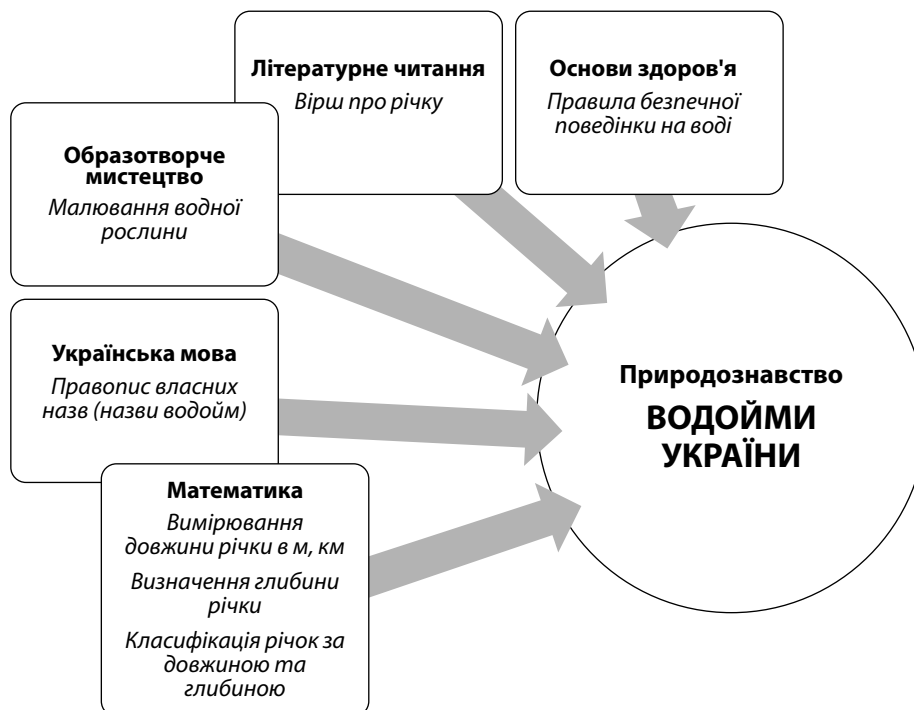 Літературне читання
Вірш про річку
Основи здоров'я
Правила безпечної
поведінки на воді
Образотворче
мистецтво
Малювання водної
рослини
Українська мова
Правопис власних
назв (назви водойм)
Математика
Вимірювання
довжини річки в м, км
Визначення глибини
річки
Класифікація річок за
довжиною та
глибиною
Природознавство
ВОДОЙМИ
УКРАЇНИ